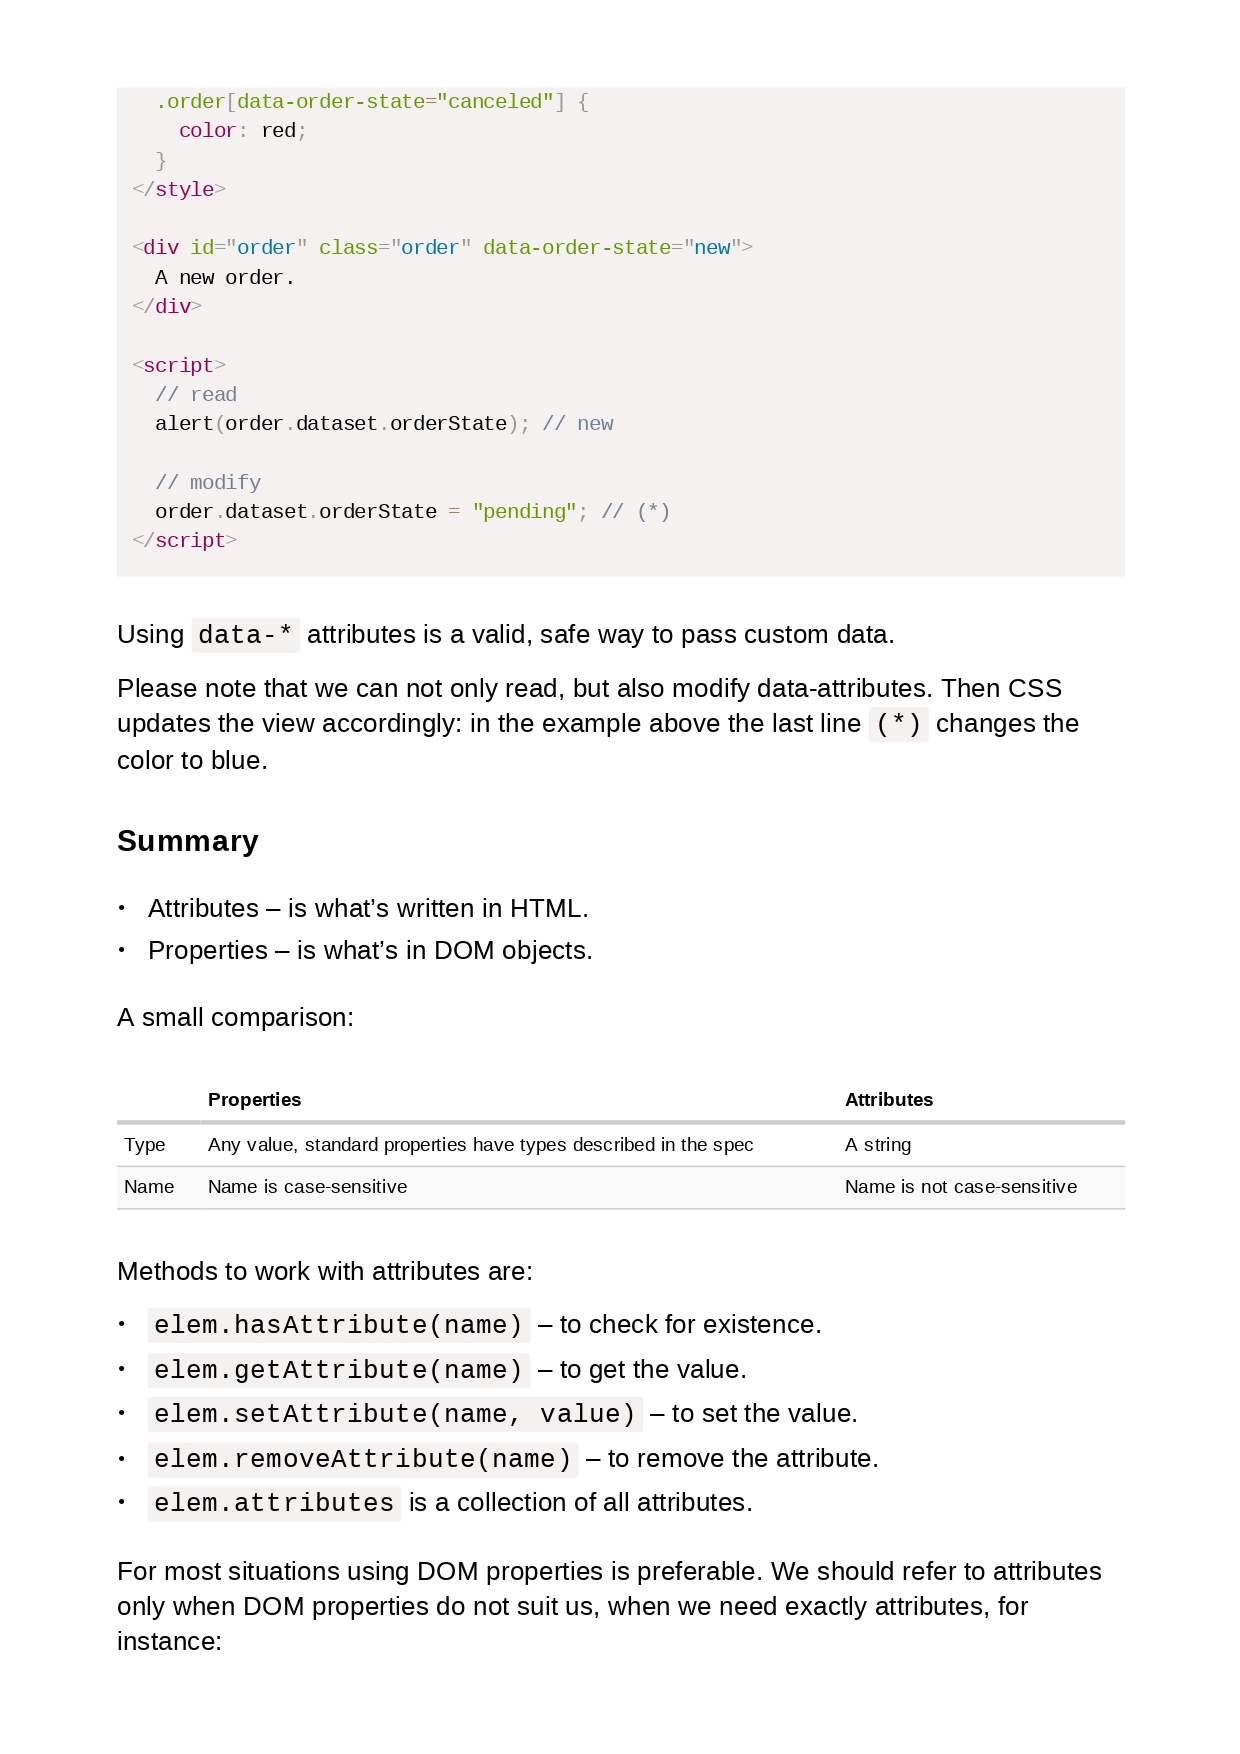 .order[data-order-state="canceled"] {
color: red;
}
</style>
<div id="order" class="order" data-order-state="new">
A new order.
</div>
<script>
// read
alert(order.dataset.orderState); // new
// modify
order.dataset.orderState = "pending"; // (*)
</script>
Using data-* attributes is a valid, safe way to pass custom data.
Please note that we can not only read, but also modify data-attributes. Then CSS
updates the view accordingly: in the example above the last line (*) changes the
color to blue.
Summary
• Attributes – is what’s written in HTML.
• Properties – is what’s in DOM objects.
A small comparison:
Properties Attributes
Type Any value, standard properties have types described in the spec A string
Name Name is case-sensitive Name is not case-sensitive
Methods to work with attributes are:
• elem.hasAttribute(name) – to check for existence.
• elem.getAttribute(name) – to get the value.
• elem.setAttribute(name, value) – to set the value.
• elem.removeAttribute(name) – to remove the attribute.
• elem.attributes is a collection of all attributes.
For most situations using DOM properties is preferable. We should refer to attributes
only when DOM properties do not suit us, when we need exactly attributes, for
instance: